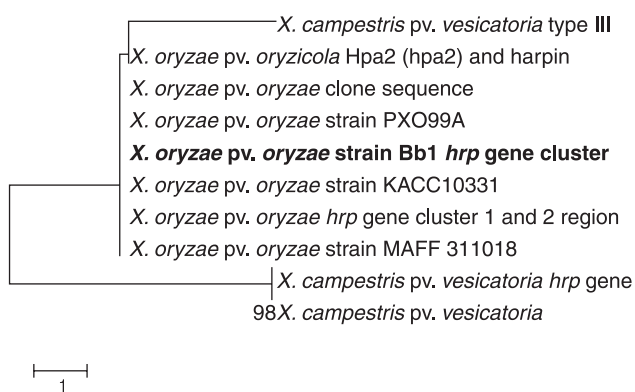 X. campestris pv. vesicatoria type III
X. oryzae pv. oryzicola Hpa2 (hpa2) and harpin
X. oryzae pv. oryzae clone sequence
X. oryzae pv. oryzae strain PXO99A
X. oryzae pv. oryzae strain Bb1 hrp gene cluster
X. oryzae pv. oryzae strain KACC10331
X. oryzae pv. oryzae hrp gene cluster 1 and 2 region
X. oryzae pv. oryzae strain MAFF 311018
X. campestris pv. vesicatoria hrp gene
98 X. campestris pv. vesicatoria
1